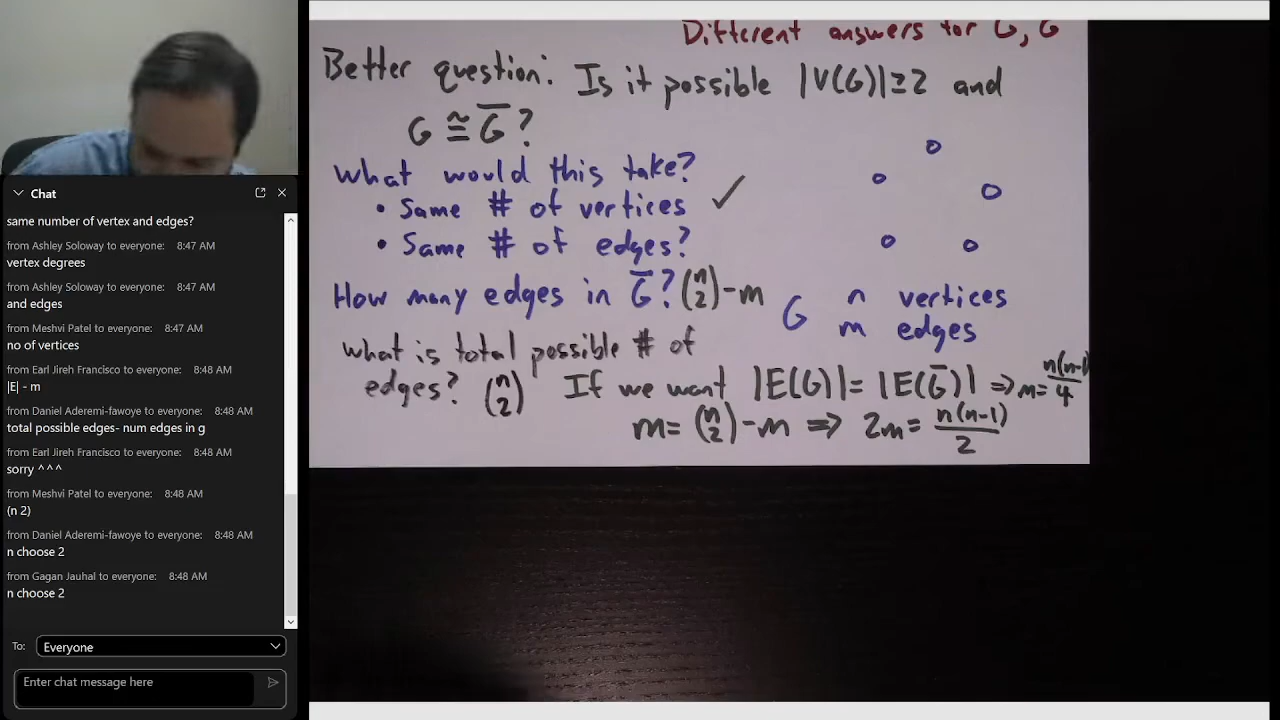 Chat
same number of vertex and edges?
from Ashley Soloway to everyone: 8:47 AM
vertex degrees
from Ashley Soloway to everyone: 8:47 AM
and edges
from Meshvi Patel to everyone: 8:47 AM
no of vertices
from Earl Jireh Francisco to everyone: 8:48 AM
|E| - m
from Daniel Aderemi-fawoye to everyone: 8:48 AM
total possible edges- num edges in g
from Earl Jireh Francisco to everyone: 8:48 AM
sorry ^ ^ ^
from Meshvi Patel to everyone: 8:48 AM
(n 2)
from Daniel Aderemi-fawoye to everyone: 8:48 AM
n choose 2
from Gagan Jauhal to everyone: 8:48 AM
n choose 2
To: Everyone
Enter chat message here
Different answers for G, G
Better question: Is it possible |V(G)|≥2 and
G ≅ G̅?
What would this take?
• Same # of vertices ✓
• Same # of edges?
How many edges in G̅? (n 2) - m
G n vertices
m edges
What is total possible # of
edges? (n 2)
If we want |E(G)| = |E(G̅)| ⇒ m = n(n-1)/4
m = (n 2) - m ⇒ 2m = n(n-1)/2